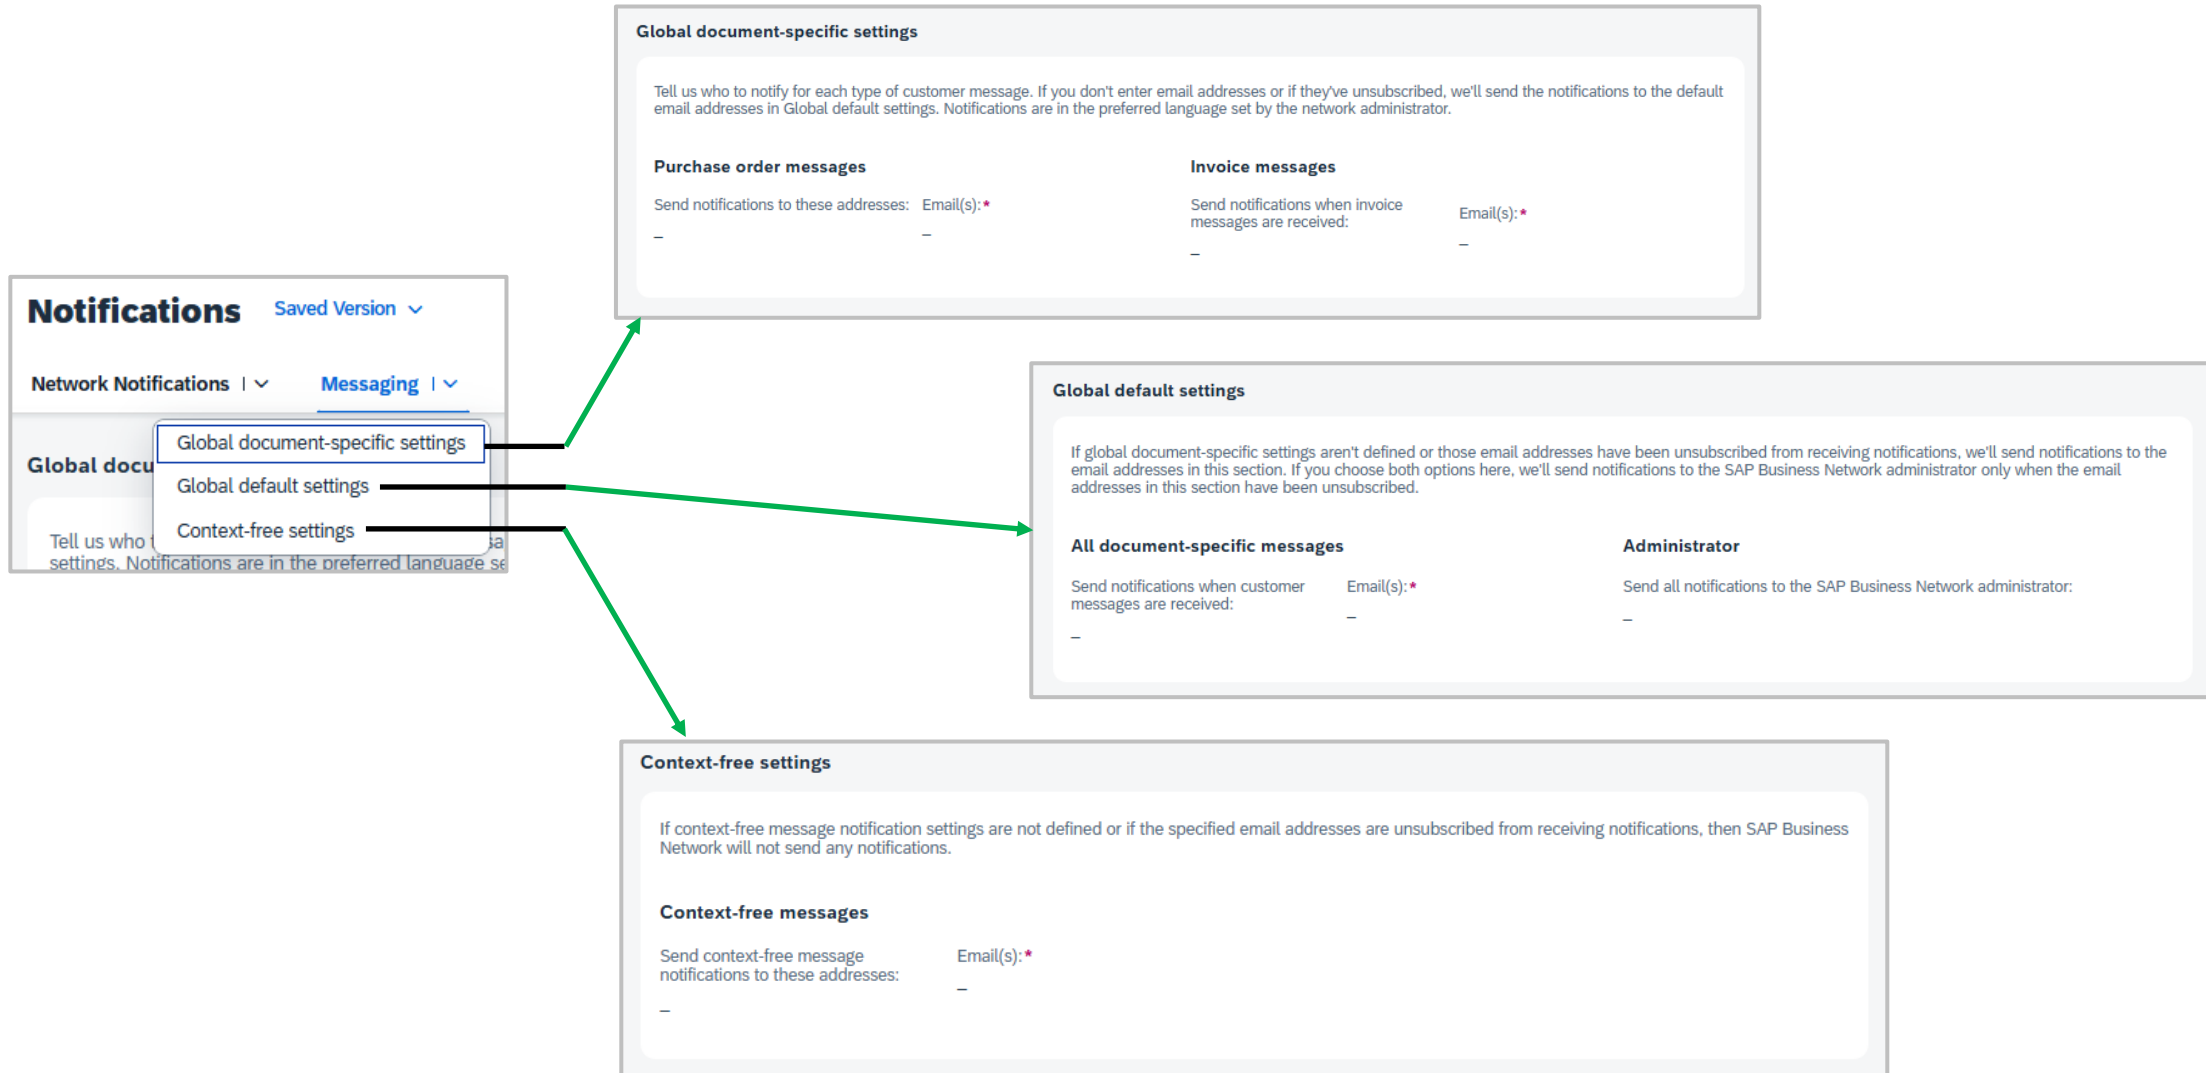 Global document-specific settings
Tell us who to notify for each type of customer message. If you don't enter email addresses or if they've unsubscribed, we'll send the notifications to the default
email addresses in Global default settings. Notifications are in the preferred language set by the network administrator.
Purchase order messages
Send notifications to these addresses: Email(s):*
– –
Invoice messages
Send notifications when invoice
messages are received:
Email(s):*
–
–
Notifications Saved Version
Network Notifications | Messaging |
Global document-specific settings
Global default settings
Context-free settings
Global docu
Tell us who
settings. Notifications are in the preferred language se
Global default settings
If global document-specific settings aren't defined or those email addresses have been unsubscribed from receiving notifications, we'll send notifications to the
email addresses in this section. If you choose both options here, we'll send notifications to the SAP Business Network administrator only when the email
addresses in this section have been unsubscribed.
All document-specific messages
Send notifications when customer
messages are received:
Email(s):*
–
–
Administrator
Send all notifications to the SAP Business Network administrator:
–
Context-free settings
If context-free message notification settings are not defined or if the specified email addresses are unsubscribed from receiving notifications, then SAP Business
Network will not send any notifications.
Context-free messages
Send context-free message
notifications to these addresses:
Email(s):*
–
–